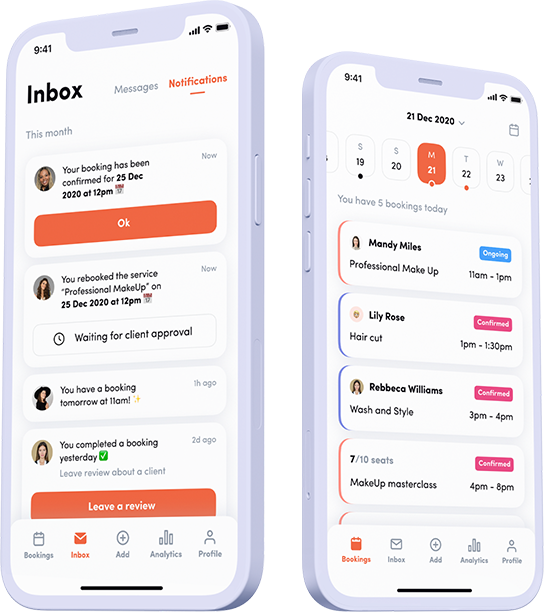 9:41
Inbox
Messages
Notifications
This month
Your booking has been
Now
confirmed for 25 Dec
2020 at 12pm
Ok
You rebooked the service
Now
“Professional MakeUp” on
25 Dec 2020 at 12pm
Waiting for client approval
You have a booking
1h ago
tomorrow at 11am!
You completed a booking
2d ago
yesterday
Leave review about a client
Leave a review
Bookings
Inbox
Add
Analytics
Profile
9:41
21 Dec 2020
S
S
M
T
W
19
20
21
22
23
You have 5 bookings today
Mandy Miles
Ongoing
Professional Make Up
11am - 1pm
Lily Rose
Confirmed
Hair cut
1pm - 1:30pm
Rebbeca Williams
Confirmed
Wash and Style
3pm - 4pm
7/10 seats
Confirmed
MakeUp masterclass
4pm - 8pm
Bookings
Inbox
Add
Analytics
Profile